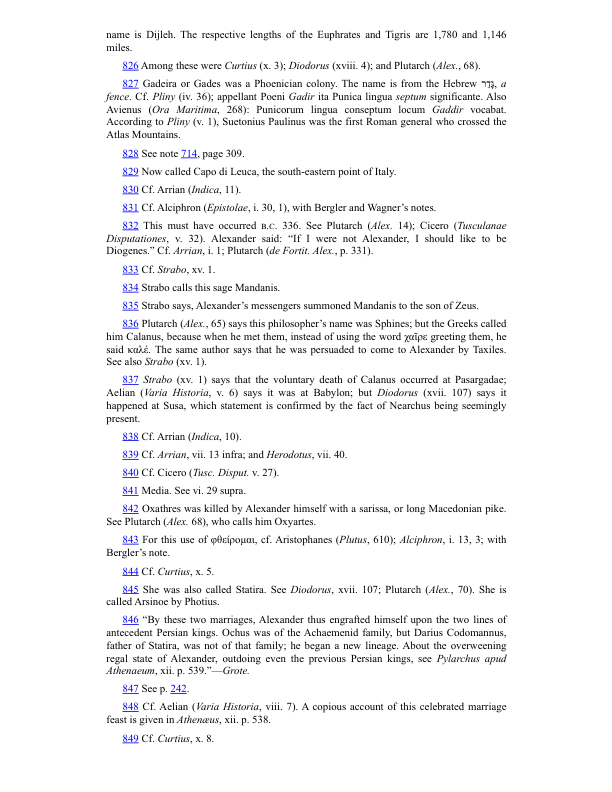 name is Dijleh. The respective lengths of the Euphrates and Tigris are 1,780 and 1,146
miles.
826 Among these were Curtius (x. 3); Diodorus (xviii. 4); and Plutarch (Alex., 68).
827 Gadeira or Gades was a Phoenician colony. The name is from the Hebrew גָּדֵר, a
fence. Cf. Pliny (iv. 36); appellant Poeni Gadir ita Punica lingua septum significante. Also
Avienus (Ora Maritima, 268): Punicorum lingua conseptum locum Gaddir vocabat.
According to Pliny (v. 1), Suetonius Paulinus was the first Roman general who crossed the
Atlas Mountains.
828 See note 714, page 309.
829 Now called Capo di Leuca, the south-eastern point of Italy.
830 Cf. Arrian (Indica, 11).
831 Cf. Alciphron (Epistolae, i. 30, 1), with Bergler and Wagner’s notes.
832 This must have occurred B.C. 336. See Plutarch (Alex. 14); Cicero (Tusculanae
Disputationes, v. 32). Alexander said: “If I were not Alexander, I should like to be
Diogenes.” Cf. Arrian, i. 1; Plutarch (de Fortit. Alex., p. 331).
833 Cf. Strabo, xv. 1.
834 Strabo calls this sage Mandanis.
835 Strabo says, Alexander’s messengers summoned Mandanis to the son of Zeus.
836 Plutarch (Alex., 65) says this philosopher’s name was Sphines; but the Greeks called
him Calanus, because when he met them, instead of using the word χαῖρε greeting them, he
said καλέ. The same author says that he was persuaded to come to Alexander by Taxiles.
See also Strabo (xv. 1).
837 Strabo (xv. 1) says that the voluntary death of Calanus occurred at Pasargadae;
Aelian (Varia Historia, v. 6) says it was at Babylon; but Diodorus (xvii. 107) says it
happened at Susa, which statement is confirmed by the fact of Nearchus being seemingly
present.
838 Cf. Arrian (Indica, 10).
839 Cf. Arrian, vii. 13 infra; and Herodotus, vii. 40.
840 Cf. Cicero (Tusc. Disput. v. 27).
841 Media. See vi. 29 supra.
842 Oxathres was killed by Alexander himself with a sarissa, or long Macedonian pike.
See Plutarch (Alex. 68), who calls him Oxyartes.
843 For this use of φθείρομαι, cf. Aristophanes (Plutus, 610); Alciphron, i. 13, 3; with
Bergler’s note.
844 Cf. Curtius, x. 5.
845 She was also called Statira. See Diodorus, xvii. 107; Plutarch (Alex., 70). She is
called Arsinoe by Photius.
846 “By these two marriages, Alexander thus engrafted himself upon the two lines of
antecedent Persian kings. Ochus was of the Achaemenid family, but Darius Codomannus,
father of Statira, was not of that family; he began a new lineage. About the overweening
regal state of Alexander, outdoing even the previous Persian kings, see Pylarchus apud
Athenaeum, xii. p. 539.”—Grote.
847 See p. 242.
848 Cf. Aelian (Varia Historia, viii. 7). A copious account of this celebrated marriage
feast is given in Athenæus, xii. p. 538.
849 Cf. Curtius, x. 8.